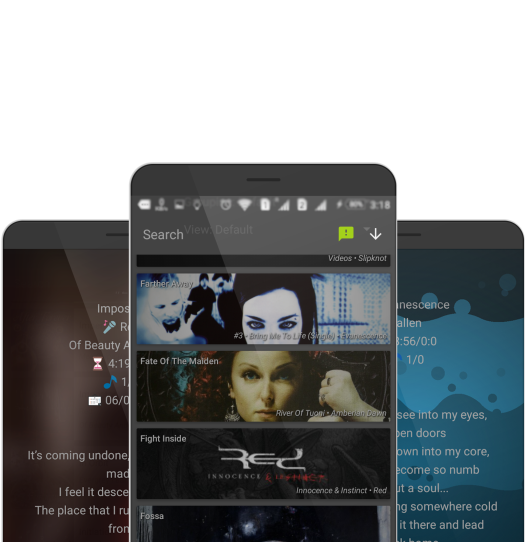 3:18
Search
View: Default
Videos • Slipknot
Farther Away
#3 • Bring Me To Life (Single) • Evanescence
Fate Of The Maiden
River Of Tuoni • Amberian Dawn
Fight Inside
RED
INNOCENCE & INSTINCT
Innocence & Instinct • Red
Fossa
Impos
R
Of Beauty A
4:19
1
06/0
It's coming undone,
mad
I feel it desce
The place that I ru
from
nescence
allen
3:56/0:0
1/0
see into my eyes,
en doors
own into my core,
ecome so numb
ut a soul...
ng somewhere cold
it there and lead